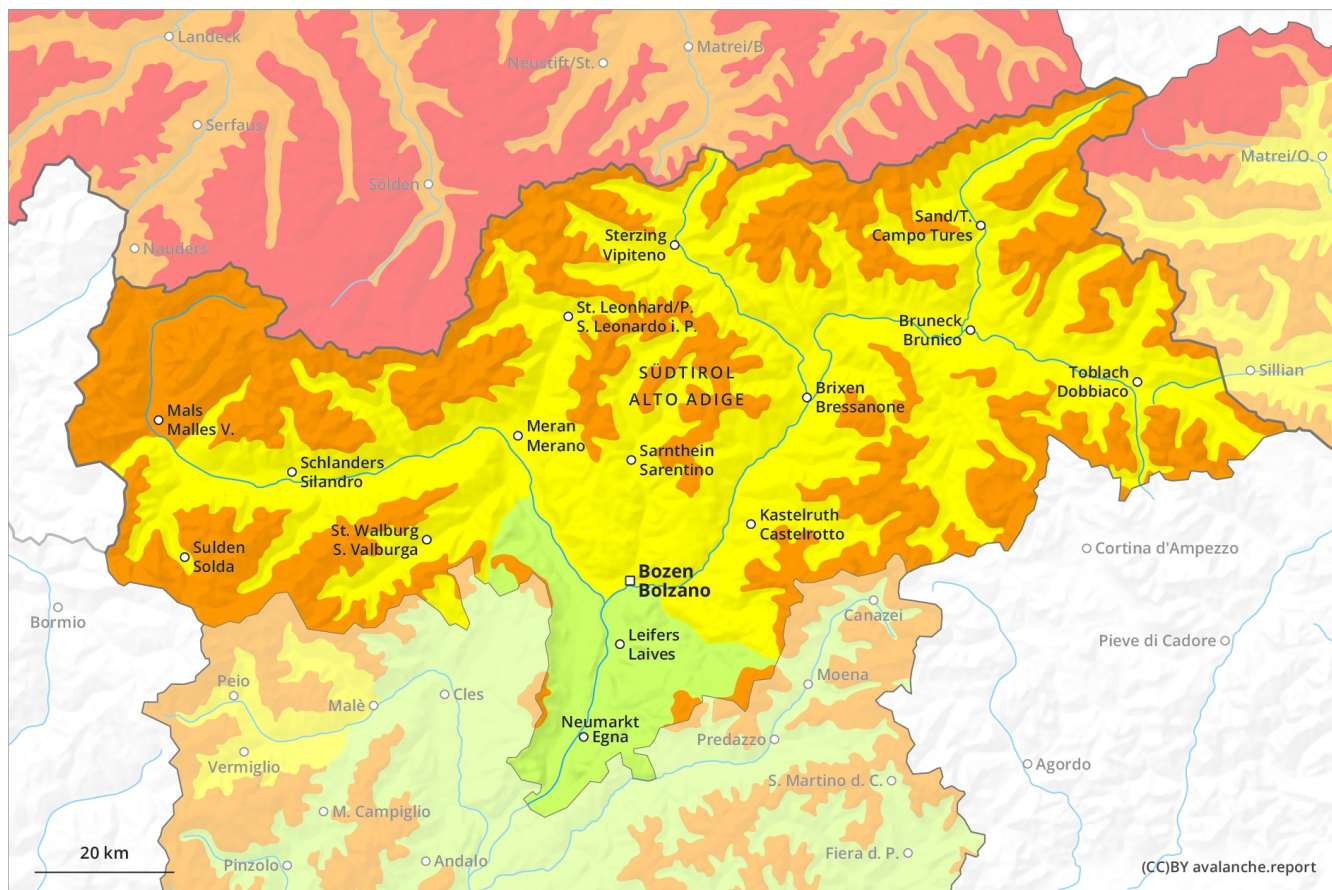 Landeck
Matrei/B
Neustift/St.
Serfaus
Matrei/O.
Sölden
Nauders
Sand/T.
Campo Tures
Sterzing
Vipiteno
St. Leonhard/P.
S. Leonardo i. P.
Bruneck
Brunico
SÜDTIROL
ALTO ADIGE
Toblach
Dobbiaco
Sillian
Brixen
Bressanone
Mals
Malles V.
Meran
Merano
Sarnthein
Sarentino
Schlanders
Silandro
St. Walburg
S. Valburga
Kastelruth
Castelrotto
Sulden
Solda
Cortina d'Ampezzo
Bozen
Bolzano
Bormio
Canazei
Leifers
Laives
Pieve di Cadore
Peio
Malè
Cles
Moena
Neumarkt
Egna
Predazzo
Vermiglio
Agordo
S. Martino d. C.
M. Campiglio
20 km
Pinzolo
Andalo
Fiera d. P.
(CC)BY avalanche.report